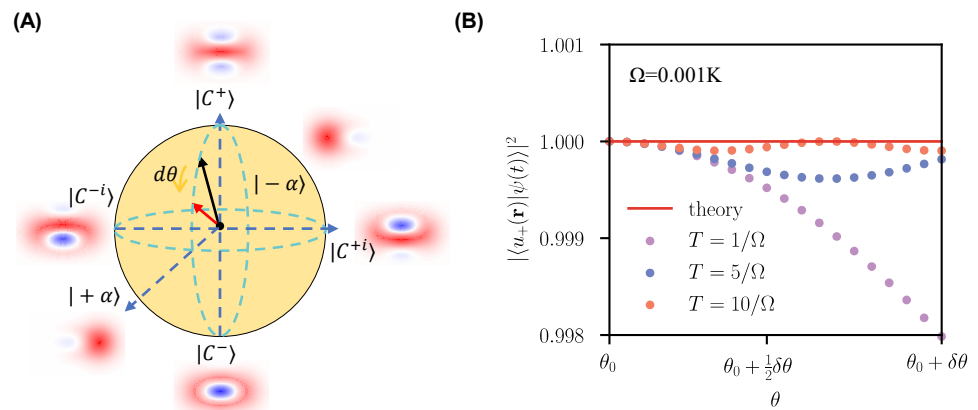 (A)
|C⁺⟩
dθ
|−α⟩
|C⁻ⁱ⟩
|C⁺ⁱ⟩
|+α⟩
|C⁻⟩
(B)
1.001
1.000
0.999
0.998
|⟨u₊(𝐫)|ψ(t)⟩|²
Ω=0.001K
theory
T = 1/Ω
T = 5/Ω
T = 10/Ω
θ₀
θ₀ + ½δθ
θ₀ + δθ
θ